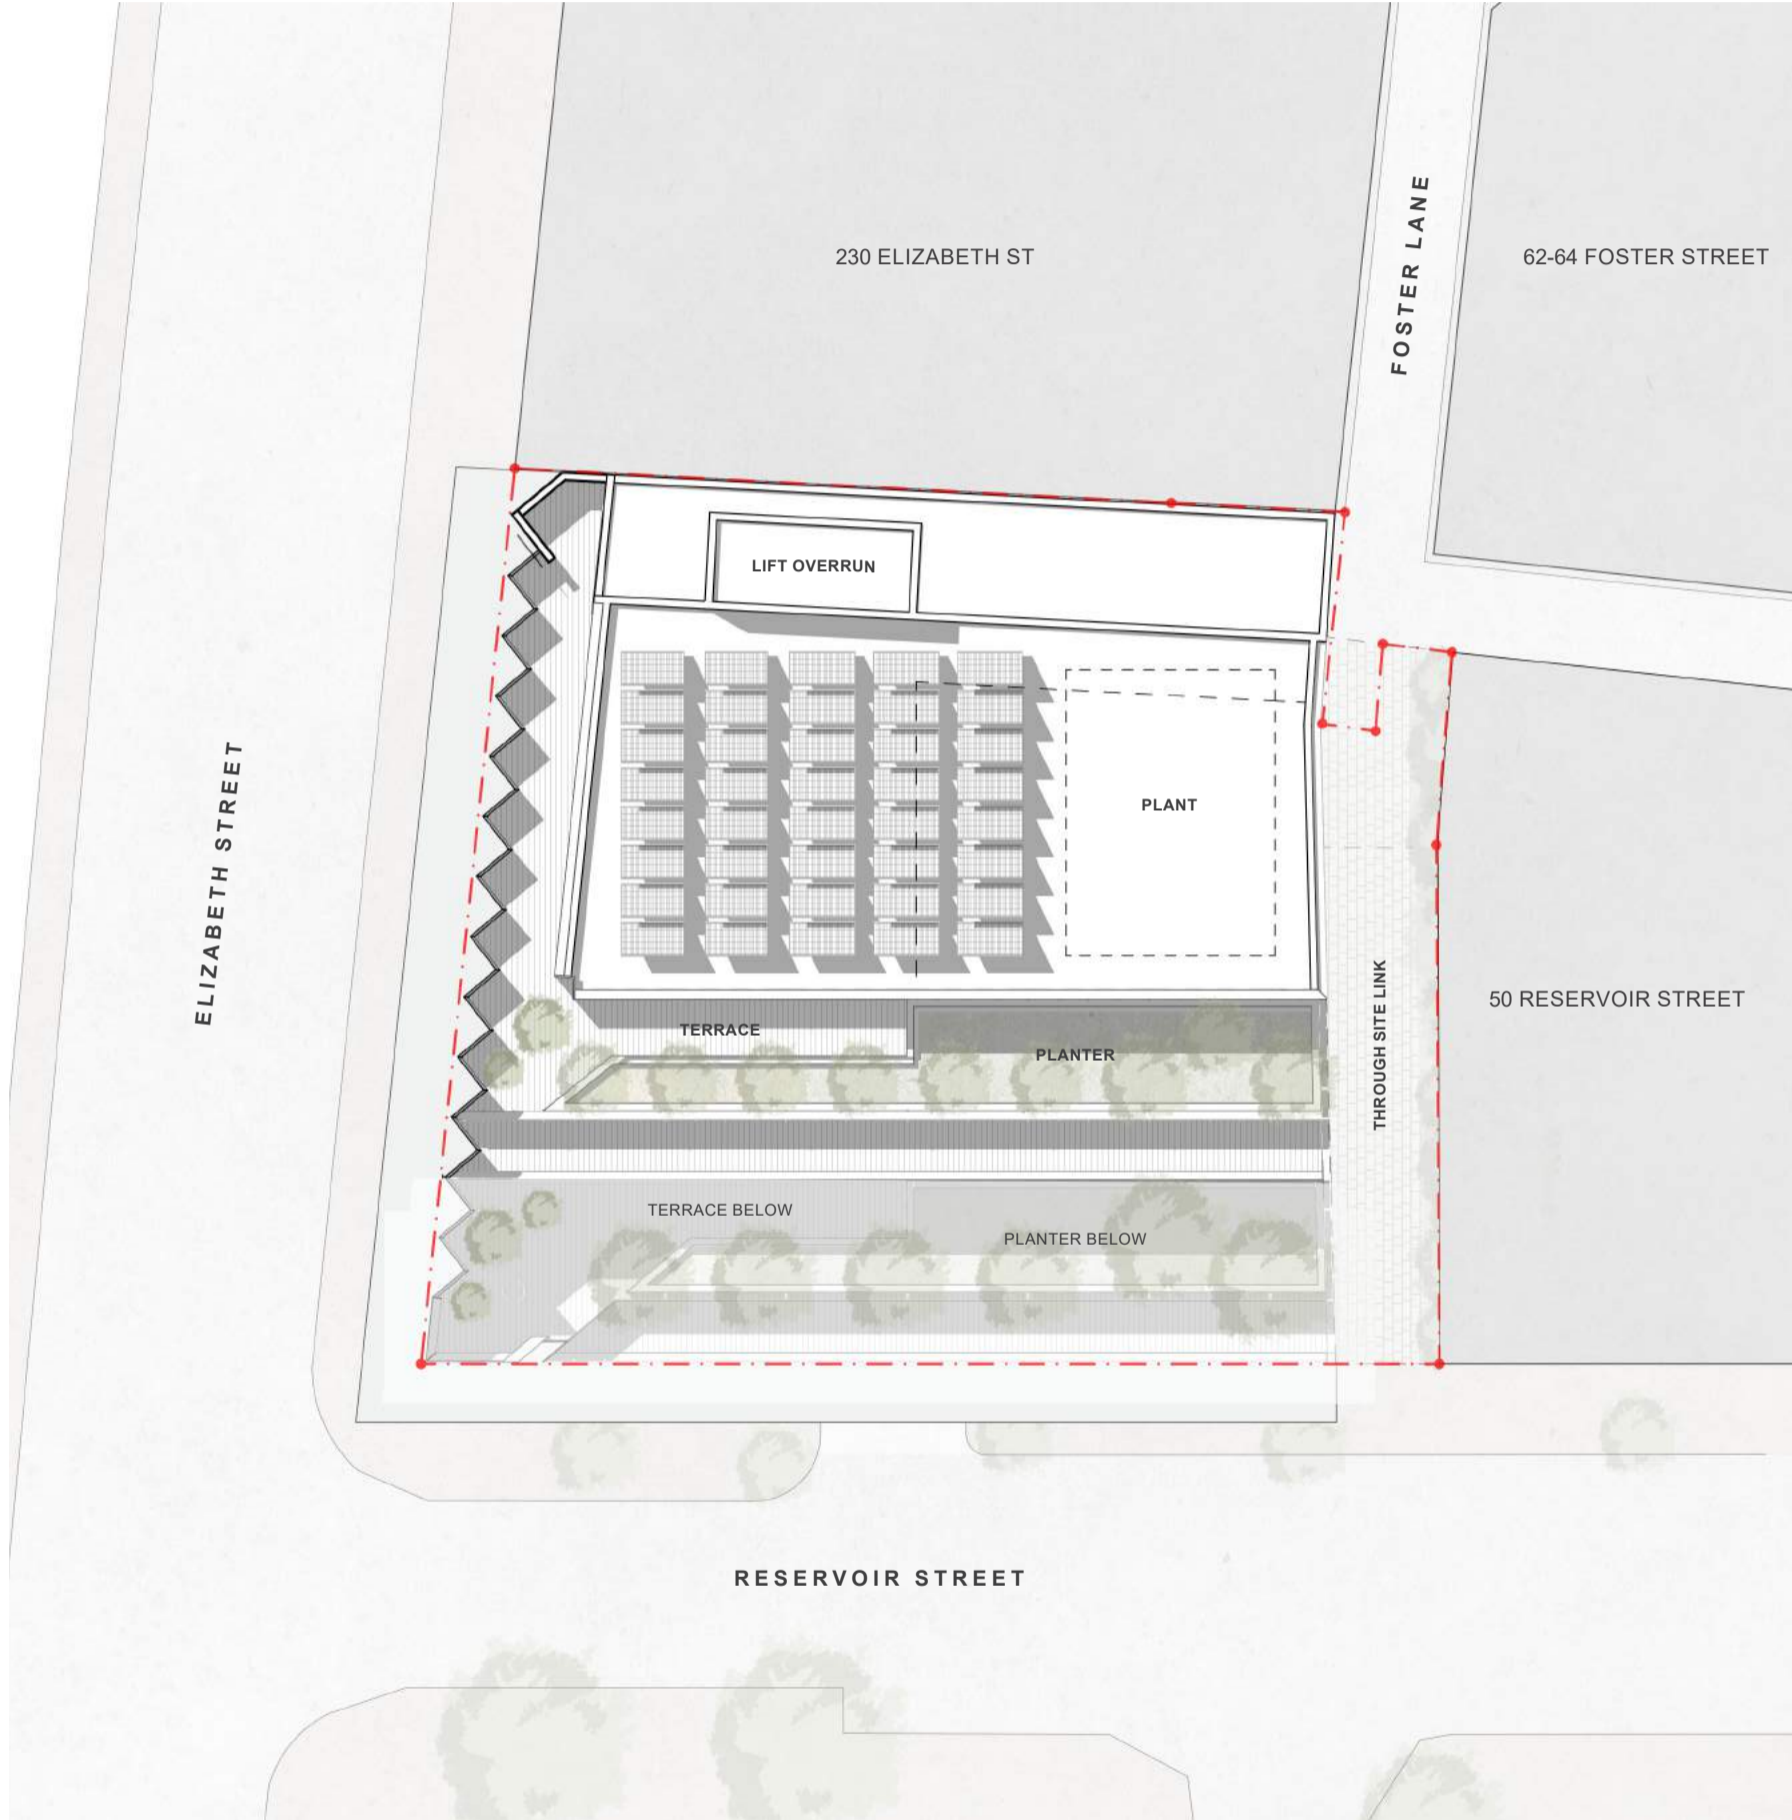 230 ELIZABETH ST
FOSTER LANE
62-64 FOSTER STREET
LIFT OVERRUN
ELIZABETH STREET
PLANT
THROUGH SITE LINK
50 RESERVOIR STREET
TERRACE
PLANTER
TERRACE BELOW
PLANTER BELOW
RESERVOIR STREET